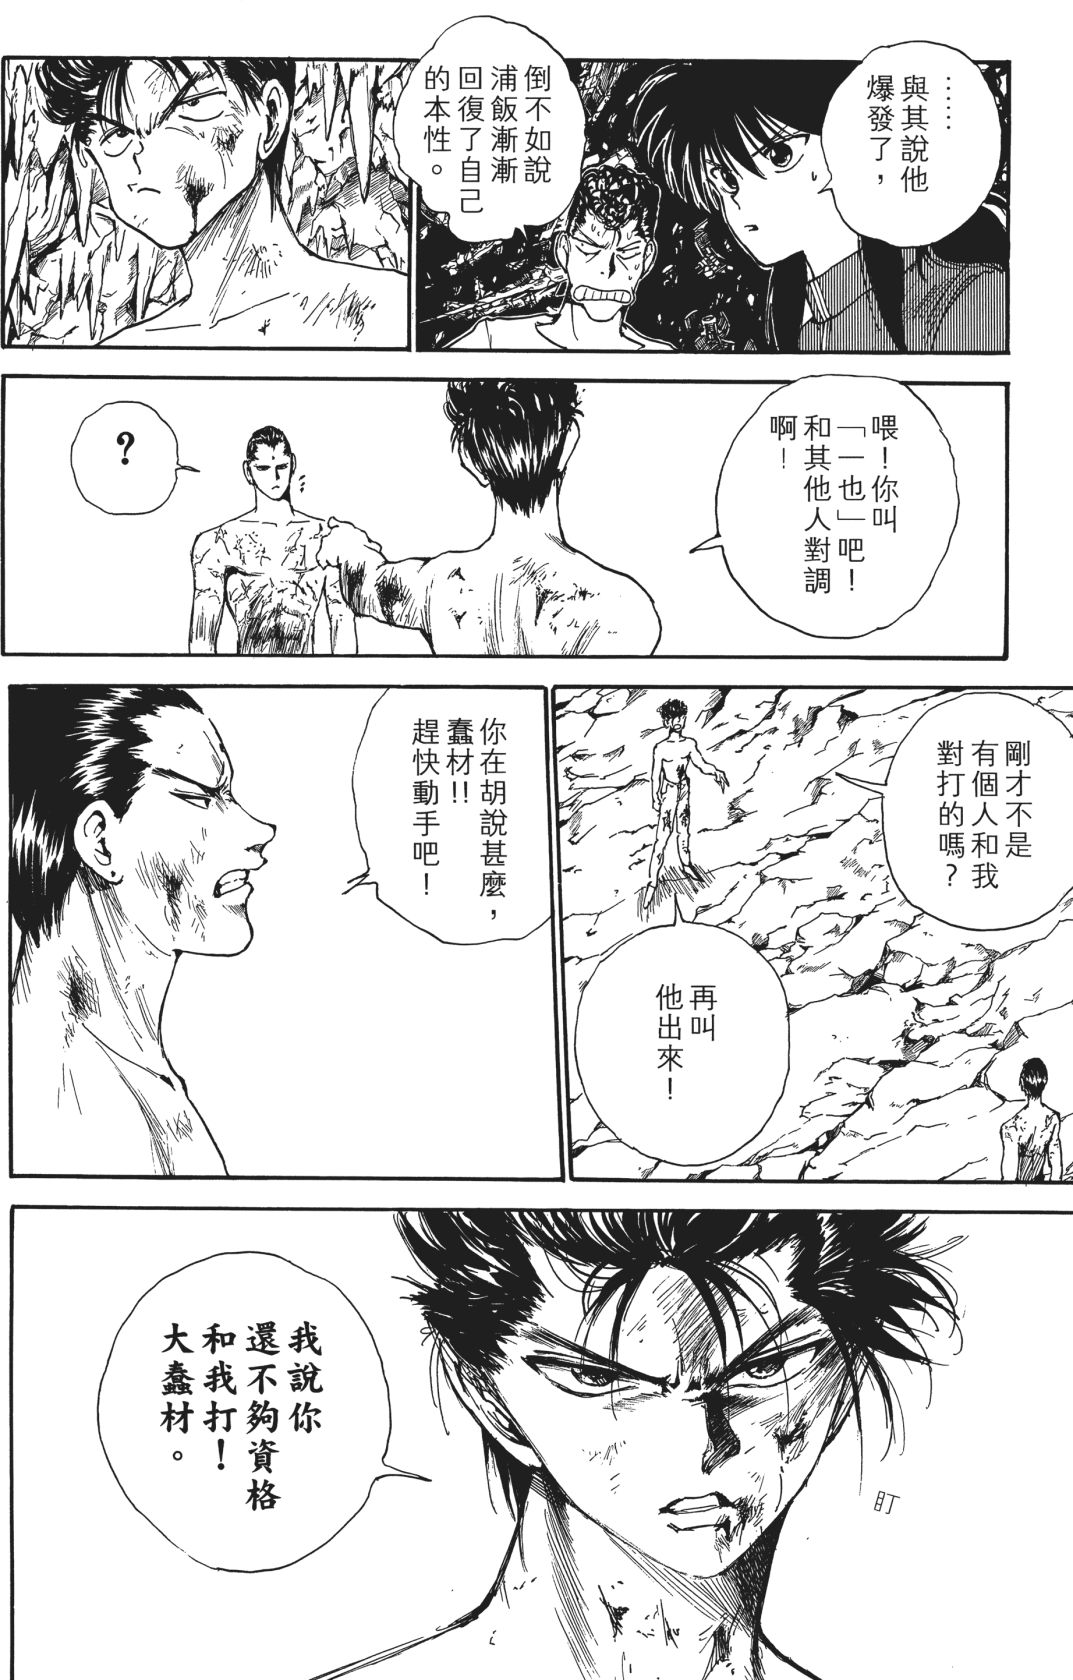 ……
與其說他
爆發了，
倒不如說
浦飯漸漸
回復了自己
的本性。
喂！你叫
「一也」吧！
和其他人對調
啊！
？
剛才不是
有個人和我
對打的嗎？
再叫
他出來！
你在胡說甚麼，
蠢材!!
趕快動手吧！
盯
我說你
還不夠資格
和我打！
大蠢材。